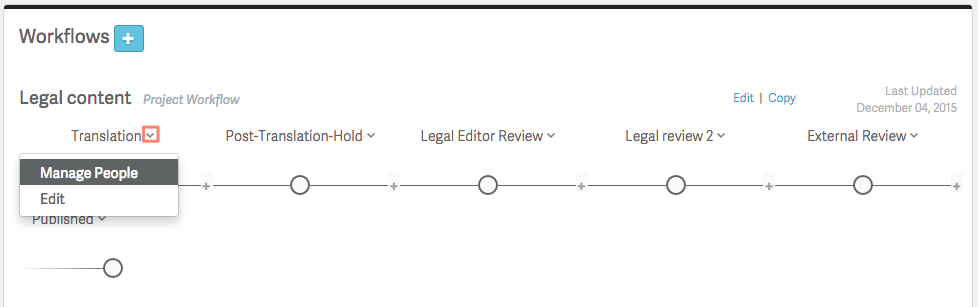 Workflows +
Legal content Project Workflow
Edit | Copy
Last Updated
December 04, 2015
Translation Post-Translation-Hold Legal Editor Review Legal review 2 External Review
Manage People
+ + + + +
Edit
Published